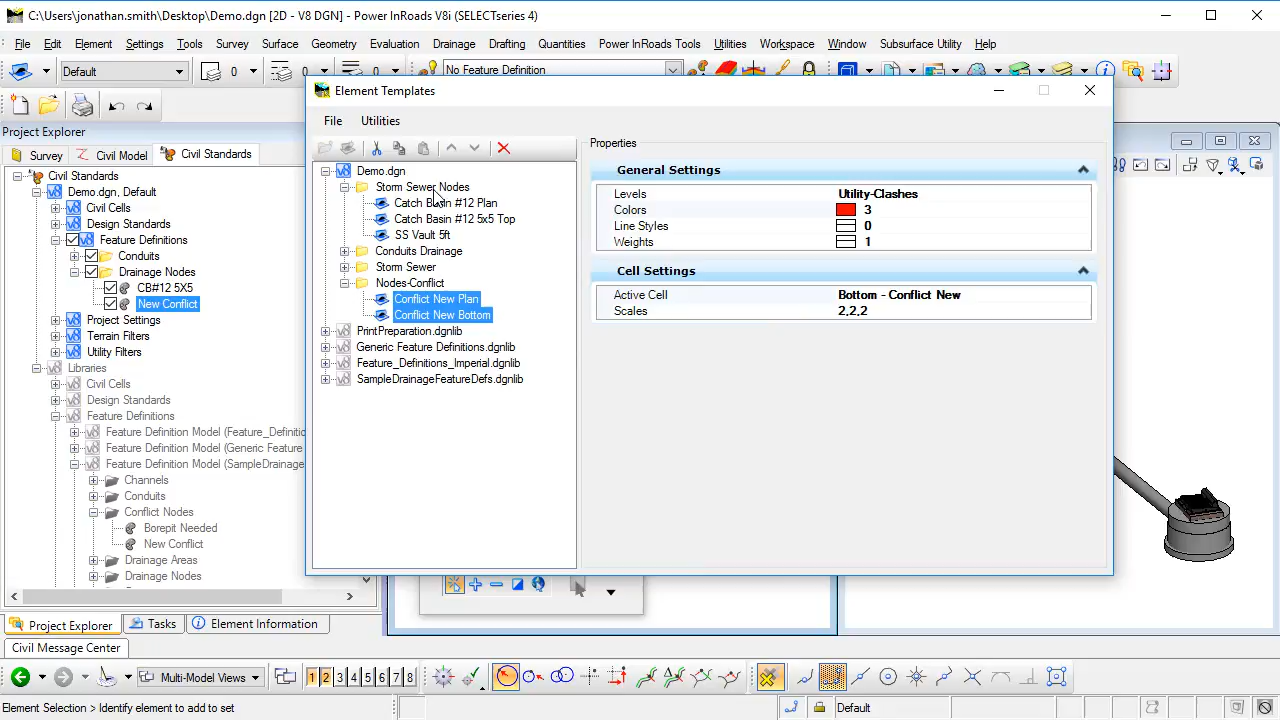 C:\Users\jonathan.smith\Desktop\Demo.dgn [2D - V8 DGN] - Power InRoads V8i (SELECTseries 4)
File Edit Element Settings Tools Survey Surface Geometry Evaluation Drainage Drafting Quantities Power InRoads Tools Utilities Workspace Window Subsurface Utility Help
Default 0 0 0 No Feature Definition
Element Templates
File Utilities
Project Explorer
Survey Civil Model Civil Standards
Civil Standards
Demo.dgn, Default
Civil Cells
Design Standards
Feature Definitions
Conduits
Drainage Nodes
CB#12 5X5
New Conflict
Project Settings
Terrain Filters
Utility Filters
Libraries
Civil Cells
Design Standards
Feature Definitions
Feature Definition Model (Feature_Definitio
Feature Definition Model (Generic Feature
Feature Definition Model (SampleDrainage
Channels
Conduits
Conflict Nodes
Borepit Needed
New Conflict
Drainage Areas
Drainage Nodes
Demo.dgn
Storm Sewer Nodes
Catch Basin #12 Plan
Catch Basin #12 5x5 Top
SS Vault 5ft
Conduits Drainage
Storm Sewer
Nodes-Conflict
Conflict New Plan
Conflict New Bottom
PrintPreparation.dgnlib
Generic Feature Definitions.dgnlib
Feature_Definitions_Imperial.dgnlib
SampleDrainageFeatureDefs.dgnlib
Properties
General Settings
Levels Utility-Clashes
Colors 3
Line Styles 0
Weights 1
Cell Settings
Active Cell Bottom - Conflict New
Scales 2,2,2
Project Explorer Tasks Element Information
Civil Message Center
Multi-Model Views 1 2 3 4 5 6 7 8
Element Selection > Identify element to add to set
Default